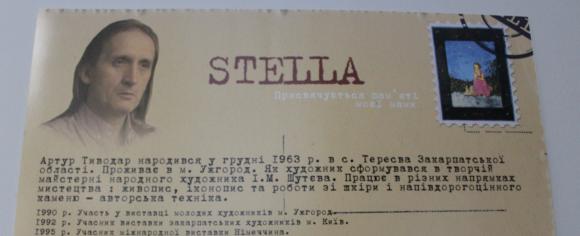 STELLA
Присвячується пам'яті
моєї мами
Артур Тиводар народився у грудні 1963 р. в с. Тересва Закарпатської
області. Проживає в м. Ужгород. Як художник сформувався в творчій
майстерні народного художника І.М. Шутєва. Працює в різних напрямках
мистецтва : живопис, іконопис та роботи зі шкіри і напівдорогоцінного
каменю – авторська техніка.
1990 р. Участь у виставці молодих художників м. Ужгород.
1992 р. Учасник виставки закарпатських художників м. Київ.
1995 р. Учасник міжнародної виставки Німеччина.